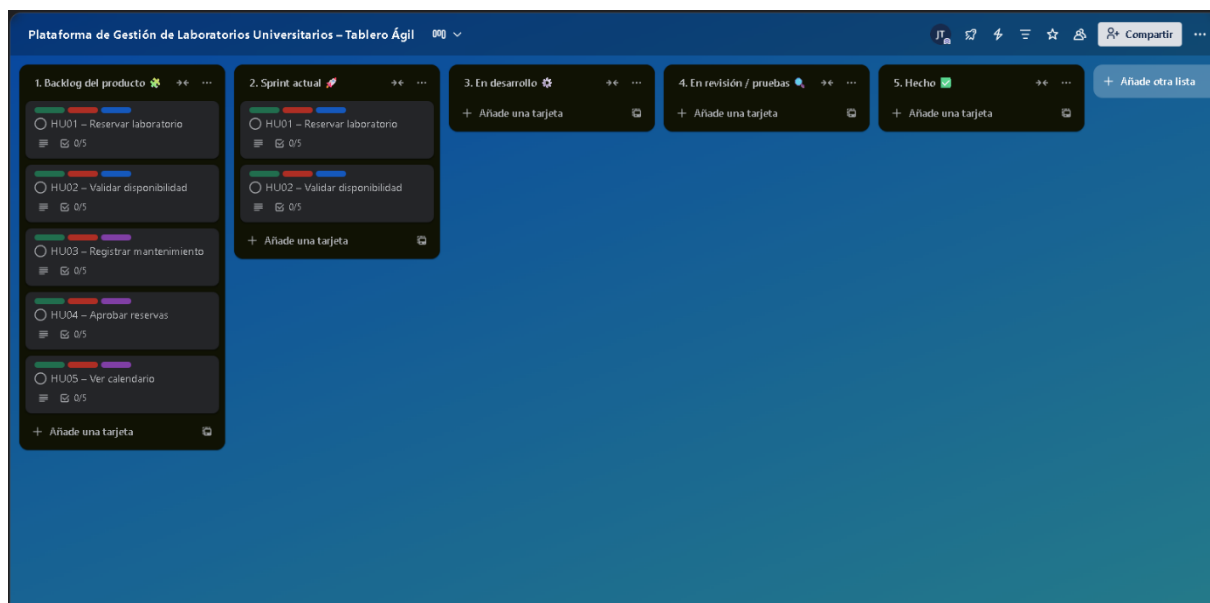 Plataforma de Gestión de Laboratorios Universitarios – Tablero Ágil
JT
Compartir
1. Backlog del producto
HU01 – Reservar laboratorio
0/5
HU02 – Validar disponibilidad
0/5
HU03 – Registrar mantenimiento
0/5
HU04 – Aprobar reservas
0/5
HU05 – Ver calendario
0/5
+ Añade una tarjeta
2. Sprint actual
HU01 – Reservar laboratorio
0/5
HU02 – Validar disponibilidad
0/5
+ Añade una tarjeta
3. En desarrollo
+ Añade una tarjeta
4. En revisión / pruebas
+ Añade una tarjeta
5. Hecho
+ Añade una tarjeta
+ Añade otra lista